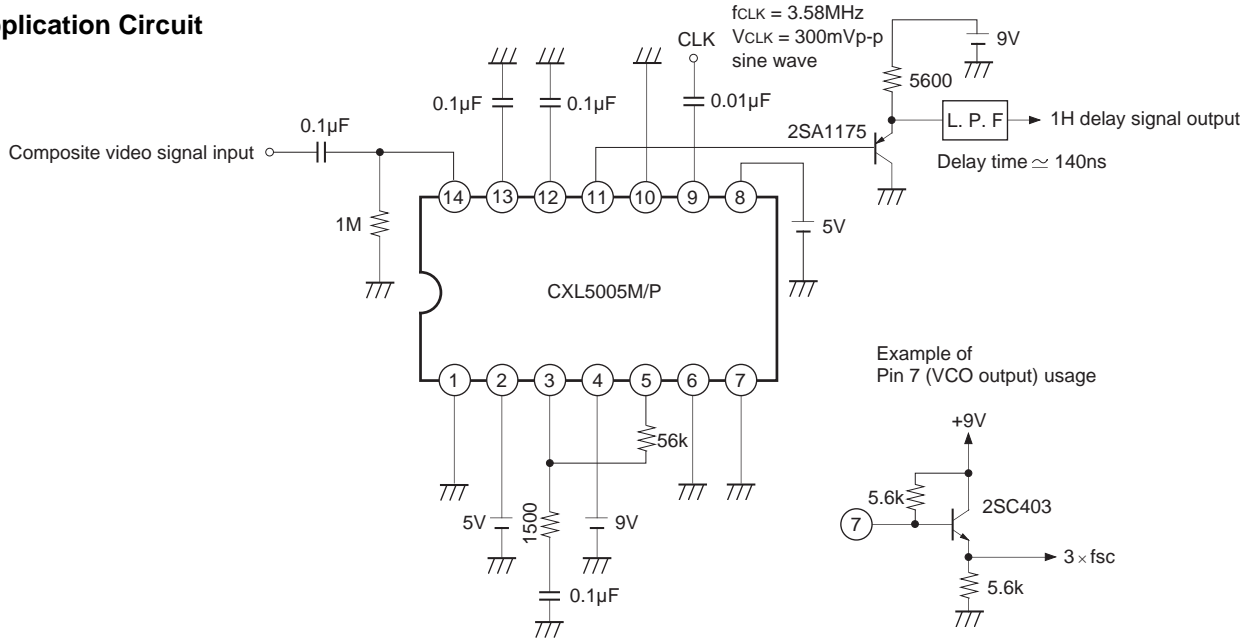 pplication Circuit
fCLK = 3.58MHz
VCLK = 300mVp-p
sine wave
CLK
9V
5600
0.1µF
0.1µF
0.01µF
0.1µF
2SA1175
L. P. F
1H delay signal output
Composite video signal input
Delay time ≃ 140ns
14
13
12
11
10
9
8
1M
5V
CXL5005M/P
Example of
Pin 7 (VCO output) usage
1
2
3
4
5
6
7
+9V
56k
5.6k
2SC403
7
5V
1500
9V
3 × fsc
5.6k
0.1µF